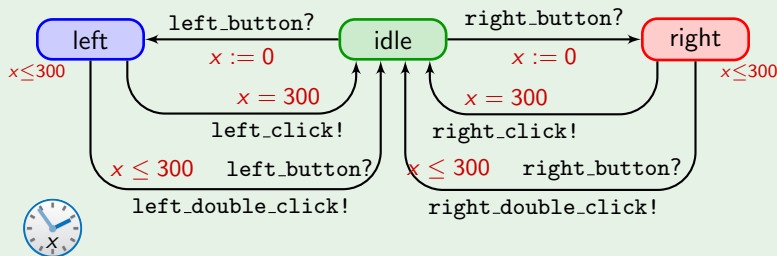 left_button?
right_button?
left
idle
right
x := 0
x := 0
x≤300
x≤300
x = 300
x = 300
left_click!
right_click!
x ≤ 300
left_button?
x ≤ 300
right_button?
left_double_click!
right_double_click!
x